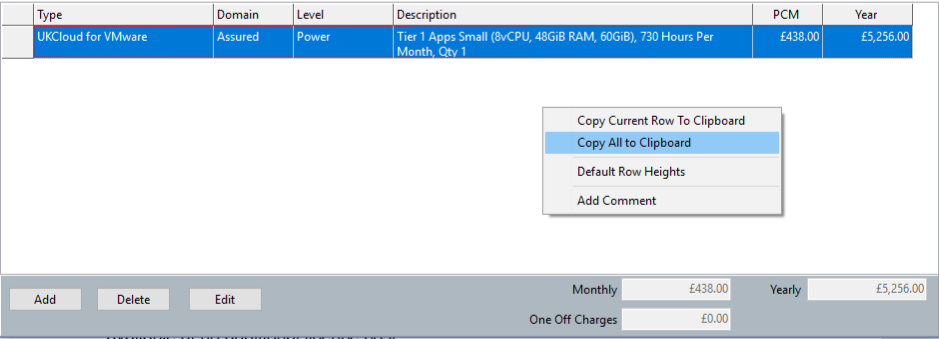 Type Domain Level Description PCM Year
UKCloud for VMware Assured Power Tier 1 Apps Small (8vCPU, 48GiB RAM, 60GiB), 730 Hours Per £438.00 £5,256.00
Month, Qty 1
Copy Current Row To Clipboard
Copy All to Clipboard
Default Row Heights
Add Comment
Add Delete Edit Monthly £438.00 Yearly £5,256.00
One Off Charges £0.00